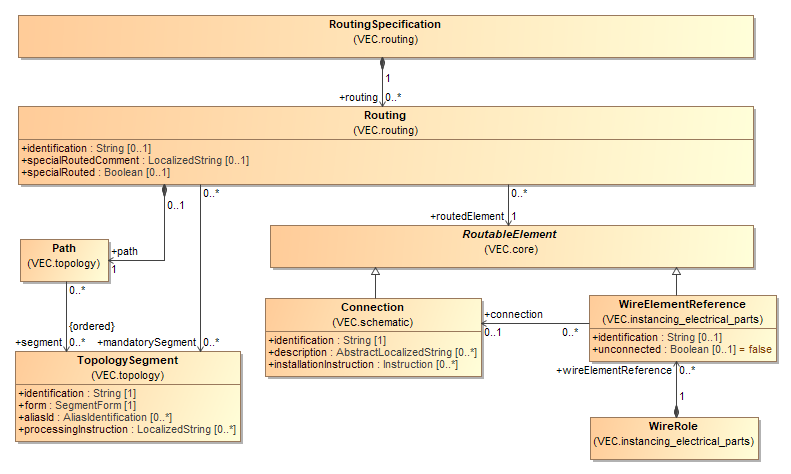 RoutingSpecification
(VEC.routing)
1
+routing 0..*
Routing
(VEC.routing)
+identification : String [0..1]
+specialRoutedComment : LocalizedString [0..1]
+specialRouted : Boolean [0..1]
0..1
0..*
0..*
+routedElement 1
RoutableElement
(VEC.core)
Path
(VEC.topology)
+path
1
0..*
{ordered}
+segment 0..*
+mandatorySegment 0..*
TopologySegment
(VEC.topology)
+identification : String [1]
+form : SegmentForm [1]
+aliasId : AliasIdentification [0..*]
+processingInstruction : LocalizedString [0..*]
Connection
(VEC.schematic)
+identification : String [1]
+description : AbstractLocalizedString [0..*]
+installationInstruction : Instruction [0..*]
+connection
0..1 0..*
WireElementReference
(VEC.instancing_electrical_parts)
+identification : String [0..1]
+unconnected : Boolean [0..1] = false
+wireElementReference 0..*
1
WireRole
(VEC.instancing_electrical_parts)